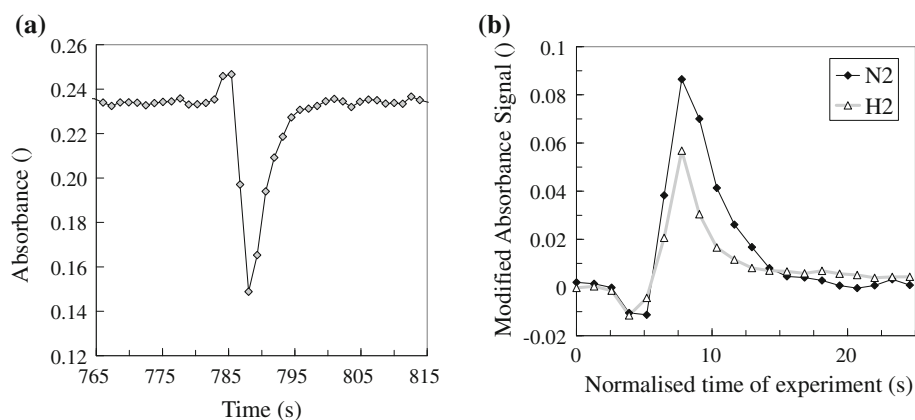 (a)
Absorbance ()
0.26
0.24
0.22
0.20
0.18
0.16
0.14
0.12
765 775 785 795 805 815
Time (s)
(b)
Modified Absorbance Signal ()
0.1
0.08
0.06
0.04
0.02
0
-0.02
N2
H2
0 10 20
Normalised time of experiment (s)